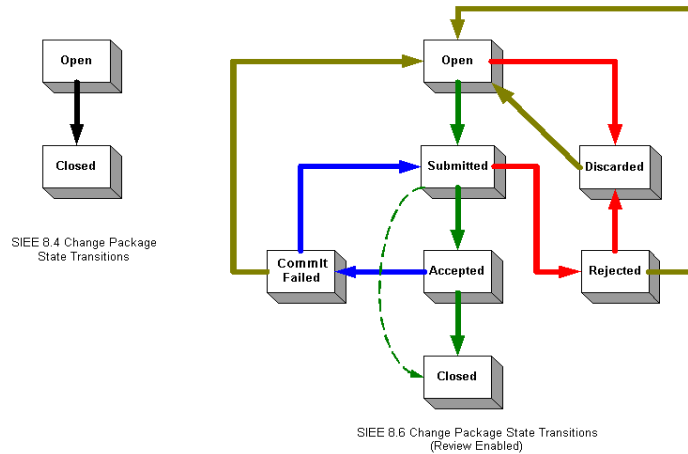 Open
Closed
SIEE 8.4 Change Package
State Transitions
Open
Submitted
Discarded
CommIt
Failed
Accepted
Rejected
Closed
SIEE 8.6 Change Package State Transitions
(Review Enabled)